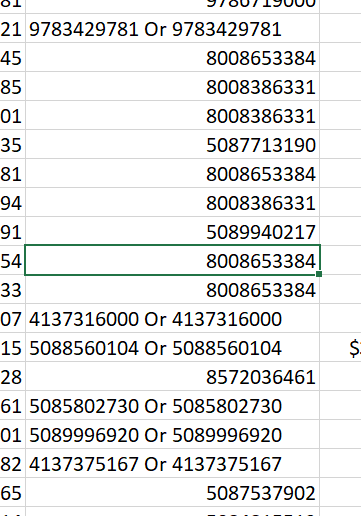 21 9783429781 Or 9783429781
45 8008653384
85 8008386331
01 8008386331
35 5087713190
81 8008653384
94 8008386331
91 5089940217
54 8008653384
33 8008653384
07 4137316000 Or 4137316000
15 5088560104 Or 5088560104 $
28 8572036461
61 5085802730 Or 5085802730
01 5089996920 Or 5089996920
82 4137375167 Or 4137375167
65 5087537902